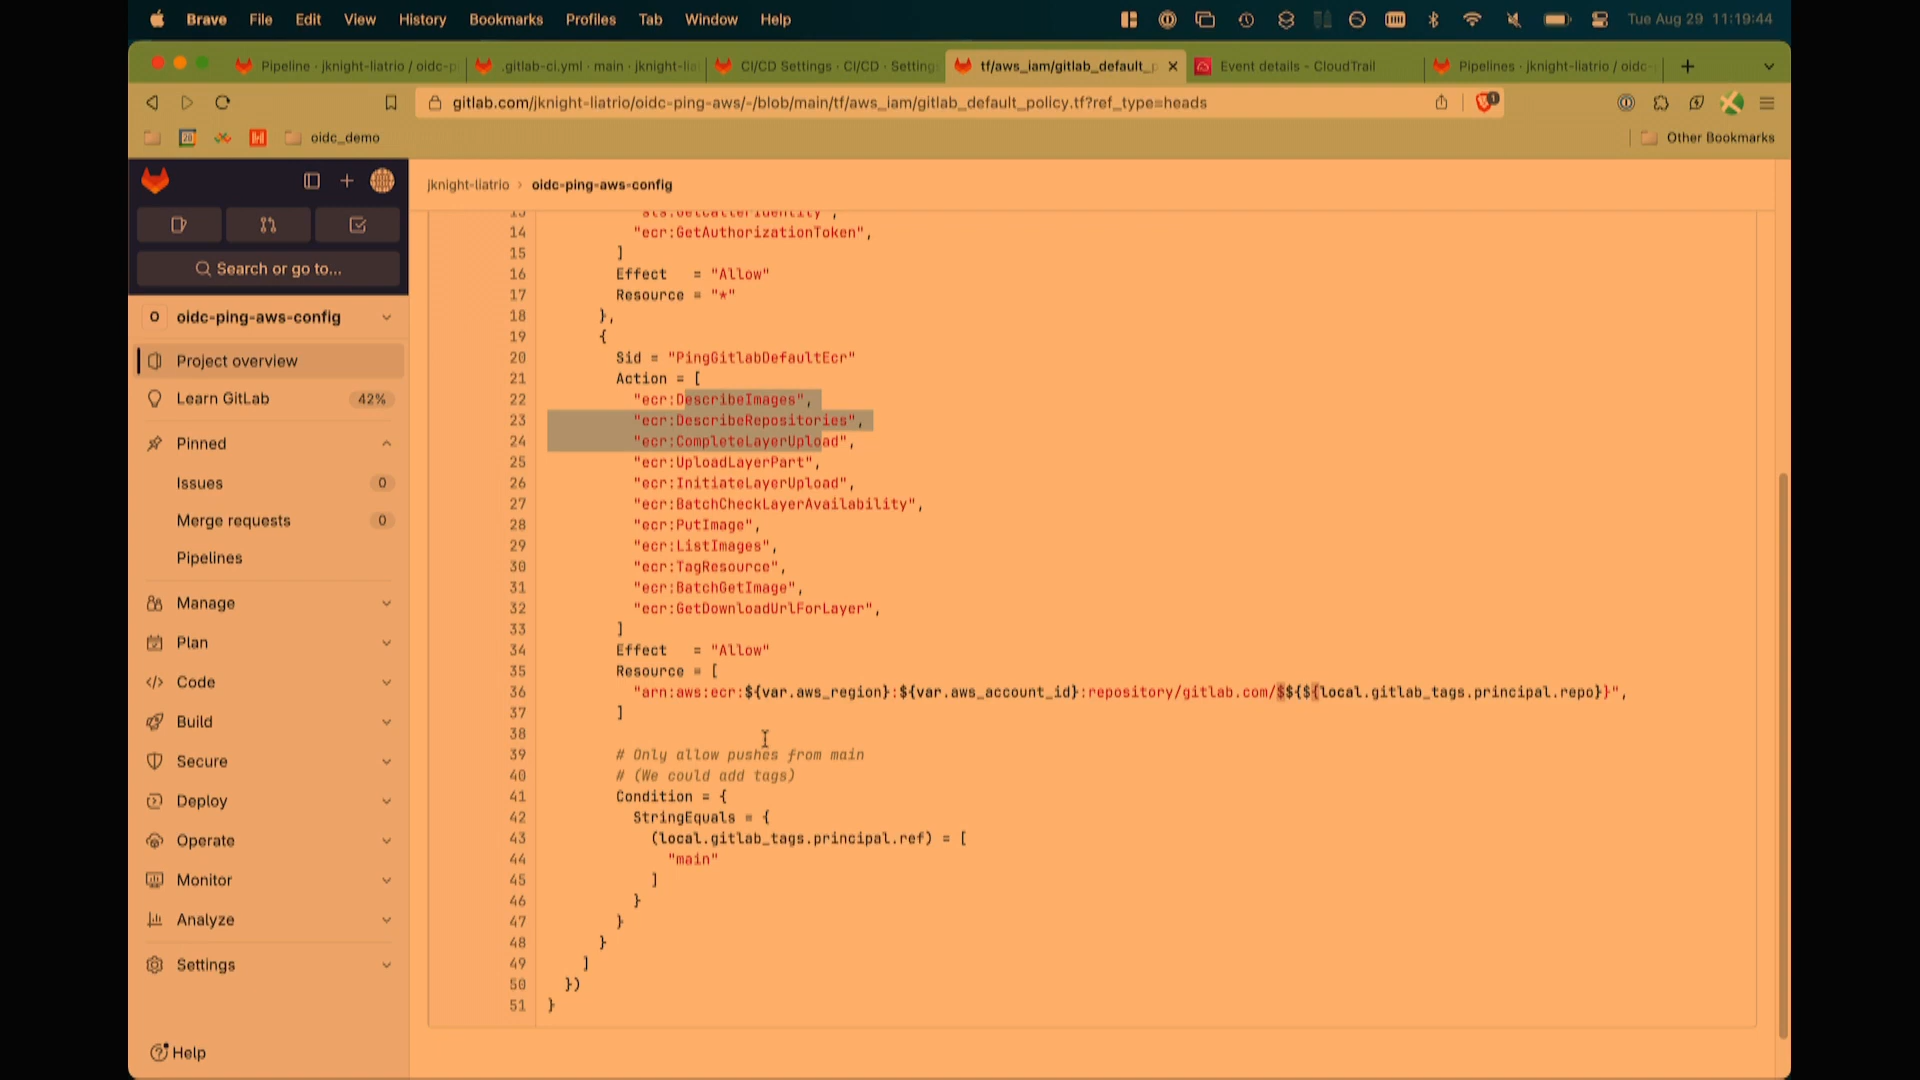 Brave File Edit View History Bookmarks Profiles Tab Window Help Tue Aug 29 11:19:44
Pipeline · jknight-liatrio / oidc-p .gitlab-ci.yml · main · jknight-lia CI/CD Settings · CI/CD · Setting tf/aws_iam/gitlab_default_p Event details - CloudTrail Pipelines · jknight-liatrio / oidc-
gitlab.com/jknight-liatrio/oidc-ping-aws/-/blob/main/tf/aws_iam/gitlab_default_policy.tf?ref_type=heads 1
oidc_demo Other Bookmarks
jknight-liatrio > oidc-ping-aws-config
Search or go to...
O oidc-ping-aws-config
Project overview
Learn GitLab 42%
Pinned
Issues 0
Merge requests 0
Pipelines
Manage
Plan
Code
Build
Secure
Deploy
Operate
Monitor
Analyze
Settings
Help
13 "sts:GetCallerIdentity",
14 "ecr:GetAuthorizationToken",
15 ]
16 Effect = "Allow"
17 Resource = "*"
18 },
19 {
20 Sid = "PingGitlabDefaultEcr"
21 Action = [
22 "ecr:DescribeImages",
23 "ecr:DescribeRepositories",
24 "ecr:CompleteLayerUpload",
25 "ecr:UploadLayerPart",
26 "ecr:InitiateLayerUpload",
27 "ecr:BatchCheckLayerAvailability",
28 "ecr:PutImage",
29 "ecr:ListImages",
30 "ecr:TagResource",
31 "ecr:BatchGetImage",
32 "ecr:GetDownloadUrlForLayer",
33 ]
34 Effect = "Allow"
35 Resource = [
36 "arn:aws:ecr:${var.aws_region}:${var.aws_account_id}:repository/gitlab.com/$${${local.gitlab_tags.principal.repo}}",
37 ]
38
39 # Only allow pushes from main
40 # (We could add tags)
41 Condition = {
42 StringEquals = {
43 (local.gitlab_tags.principal.ref) = [
44 "main"
45 ]
46 }
47 }
48 }
49 ]
50 })
51 }